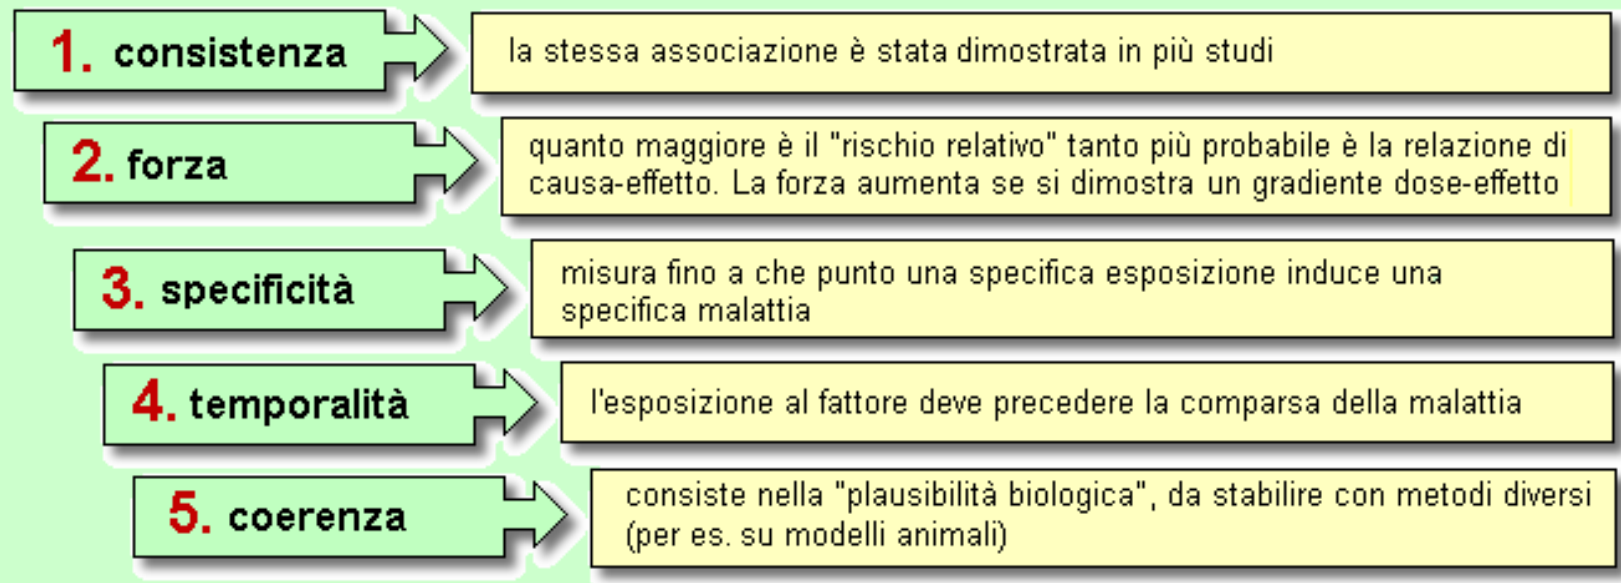 1. consistenza
la stessa associazione è stata dimostrata in più studi
2. forza
quanto maggiore è il "rischio relativo" tanto più probabile è la relazione di
causa-effetto. La forza aumenta se si dimostra un gradiente dose-effetto
3. specificità
misura fino a che punto una specifica esposizione induce una
specifica malattia
4. temporalità
l'esposizione al fattore deve precedere la comparsa della malattia
5. coerenza
consiste nella "plausibilità biologica", da stabilire con metodi diversi
(per es. su modelli animali)